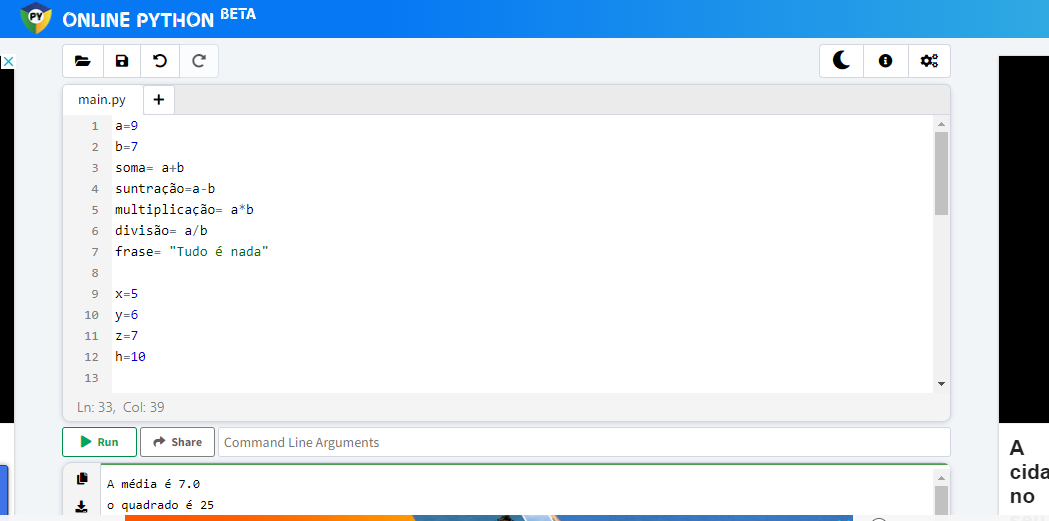 PY ONLINE PYTHON BETA
main.py +
1 a=9
2 b=7
3 soma= a+b
4 suntração=a-b
5 multiplicação= a*b
6 divisão= a/b
7 frase= "Tudo é nada"
8
9 x=5
10 y=6
11 z=7
12 h=10
13
Ln: 33, Col: 39
Run Share Command Line Arguments
A média é 7.0
o quadrado é 25
A
cida
no